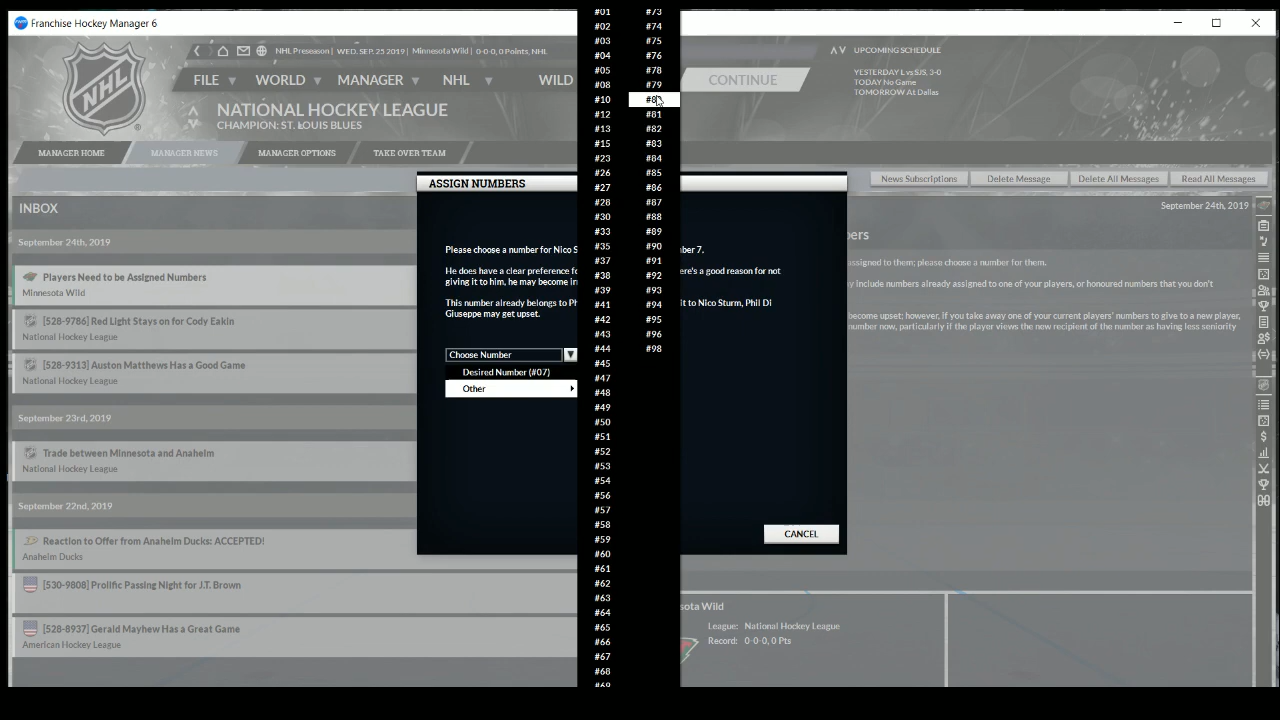 Franchise Hockey Manager 6
NHL Preseason | WED. SEP. 25 2019 | Minnesota Wild | 0-0-0, 0 Points, NHL
FILE WORLD MANAGER NHL WILD
CONTINUE
UPCOMING SCHEDULE
YESTERDAY L vs SJS, 3-0
TODAY No Game
TOMORROW At Dallas
NATIONAL HOCKEY LEAGUE
CHAMPION: ST. LOUIS BLUES
MANAGER HOME MANAGER NEWS MANAGER OPTIONS TAKE OVER TEAM
News Subscriptions Delete Message Delete All Messages Read All Messages
INBOX
September 24th, 2019
Players Need to be Assigned Numbers
Minnesota Wild
[528-9786] Red Light Stays on for Cody Eakin
National Hockey League
[528-9313] Auston Matthews Has a Good Game
National Hockey League
September 23rd, 2019
Trade between Minnesota and Anaheim
National Hockey League
September 22nd, 2019
Reaction to Offer from Anaheim Ducks: ACCEPTED!
Anaheim Ducks
[530-9808] Prolific Passing Night for J.T. Brown
[528-8937] Gerald Mayhew Has a Great Game
American Hockey League
ASSIGN NUMBERS
Please choose a number for Nico S
ber 7.
He does have a clear preference fo
ere's a good reason for not
giving it to him, he may become
This number already belongs to Ph
it to Nico Sturm, Phil Di
Giuseppe may get upset.
Choose Number
Desired Number (#07)
Other
CANCEL
#01
#02
#03
#04
#05
#08
#10
#12
#13
#15
#23
#26
#27
#28
#30
#33
#35
#37
#38
#39
#41
#42
#43
#44
#45
#47
#48
#49
#50
#51
#52
#53
#54
#56
#57
#58
#59
#60
#61
#62
#63
#64
#65
#66
#67
#68
#69
#73
#74
#75
#76
#78
#79
#81
#82
#83
#84
#85
#86
#87
#88
#89
#90
#91
#92
#93
#94
#95
#96
#98
September 24th, 2019
bers
assigned to them; please choose a number for them.
may include numbers already assigned to one of your players, or honoured numbers that you don't
become upset; however, if you take away one of your current players' numbers to give to a new player,
number now, particularly if the player views the new recipient of the number as having less seniority
sota Wild
League: National Hockey League
Record: 0-0-0, 0 Pts